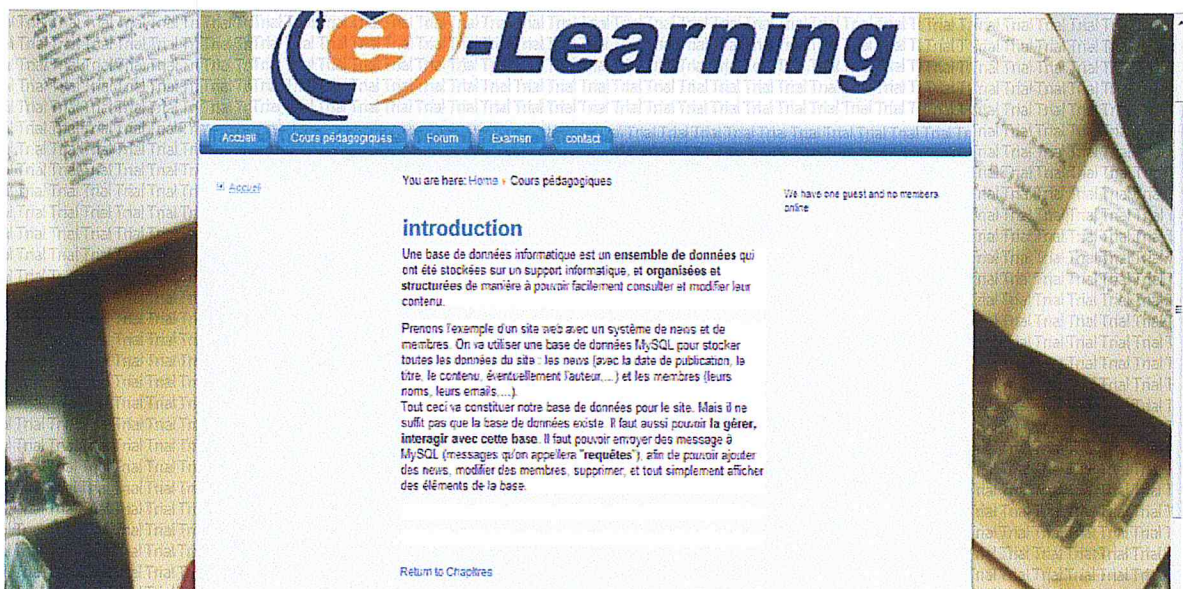 e-Learning
Accueil Cours pédagogiques Forum Examen contact
Accueil
You are here: Home Cours pédagogiques
We have one guest and no members
online
introduction
Une base de données informatique est un ensemble de données qui
ont été stockées sur un support informatique, et organisées et
structurées de manière à pouvoir facilement consulter et modifier leur
contenu.
Prenons l'exemple d'un site web avec un système de news et de
membres. On va utiliser une base de données MySQL pour stocker
toutes les données du site : les news (avec la date de publication, le
titre, le contenu, éventuellement l'auteur,...) et les membres (leurs
noms, leurs emails,...).
Tout ceci va constituer notre base de données pour le site. Mais il ne
suffit pas que la base de données existe. Il faut aussi pouvoir la gérer,
interagir avec cette base. Il faut pouvoir envoyer des message à
MySQL (messages qu'on appellera "requêtes"), afin de pouvoir ajouter
des news, modifier des membres, supprimer, et tout simplement afficher
des éléments de la base.
Return to Chapitres